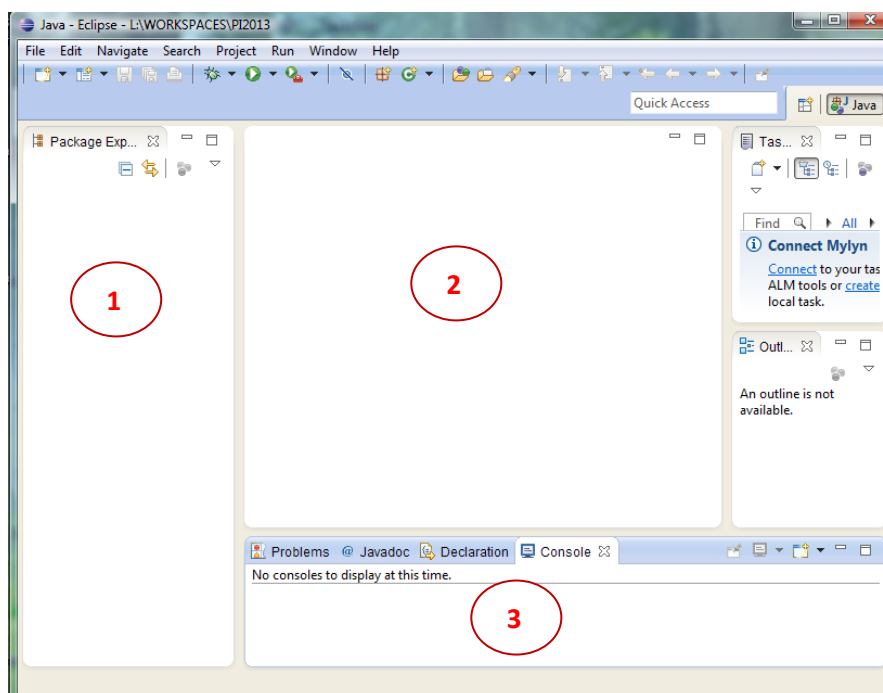 Java - Eclipse - L:\WORKSPACES\PI2013
File Edit Navigate Search Project Run Window Help
Quick Access
Java
Package Exp...
Tas...
Find
All
Connect Mylyn
Connect to your tas
ALM tools or create
local task.
1
2
Outl...
An outline is not
available.
Problems @ Javadoc Declaration Console
No consoles to display at this time.
3